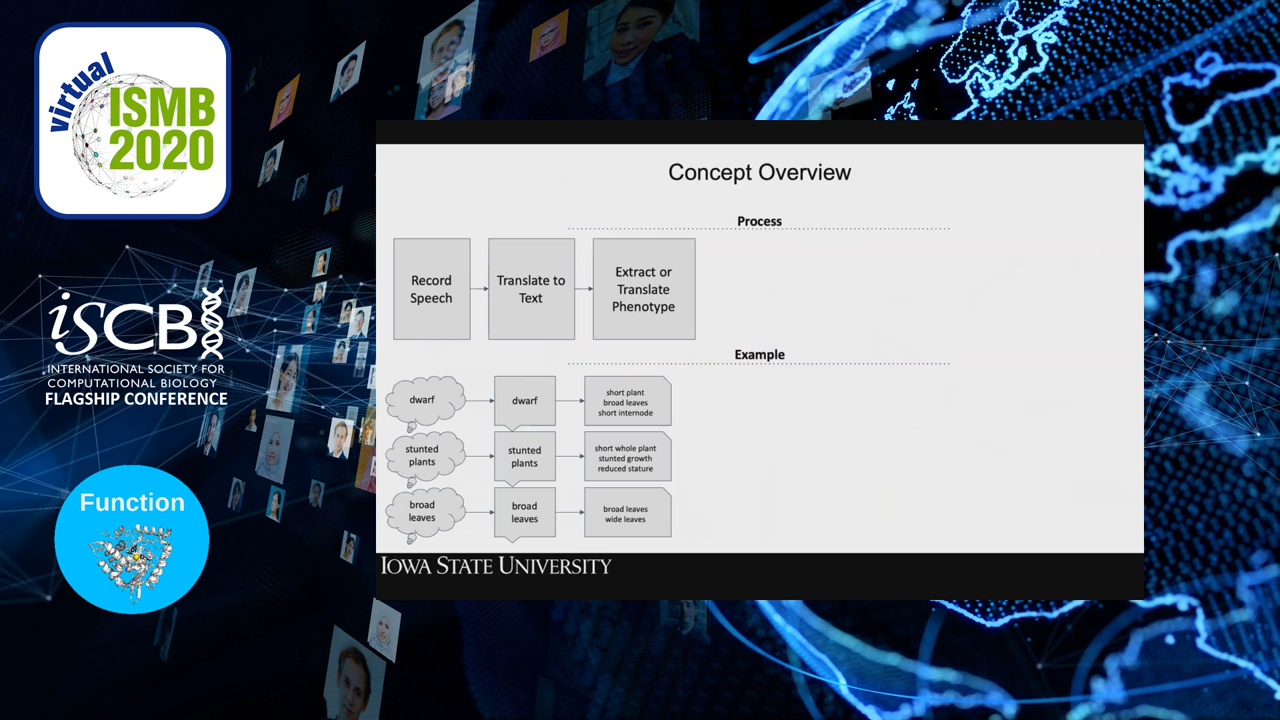 virtual
ISMB
2020
iSCB
INTERNATIONAL SOCIETY FOR
COMPUTATIONAL BIOLOGY
FLAGSHIP CONFERENCE
Function
Concept Overview
Process
Record
Speech
Translate to
Text
Extract or
Translate
Phenotype
Example
dwarf
dwarf
short plant
broad leaves
short internode
stunted
plants
stunted
plants
short whole plant
stunted growth
reduced stature
broad
leaves
broad
leaves
broad leaves
wide leaves
IOWA STATE UNIVERSITY